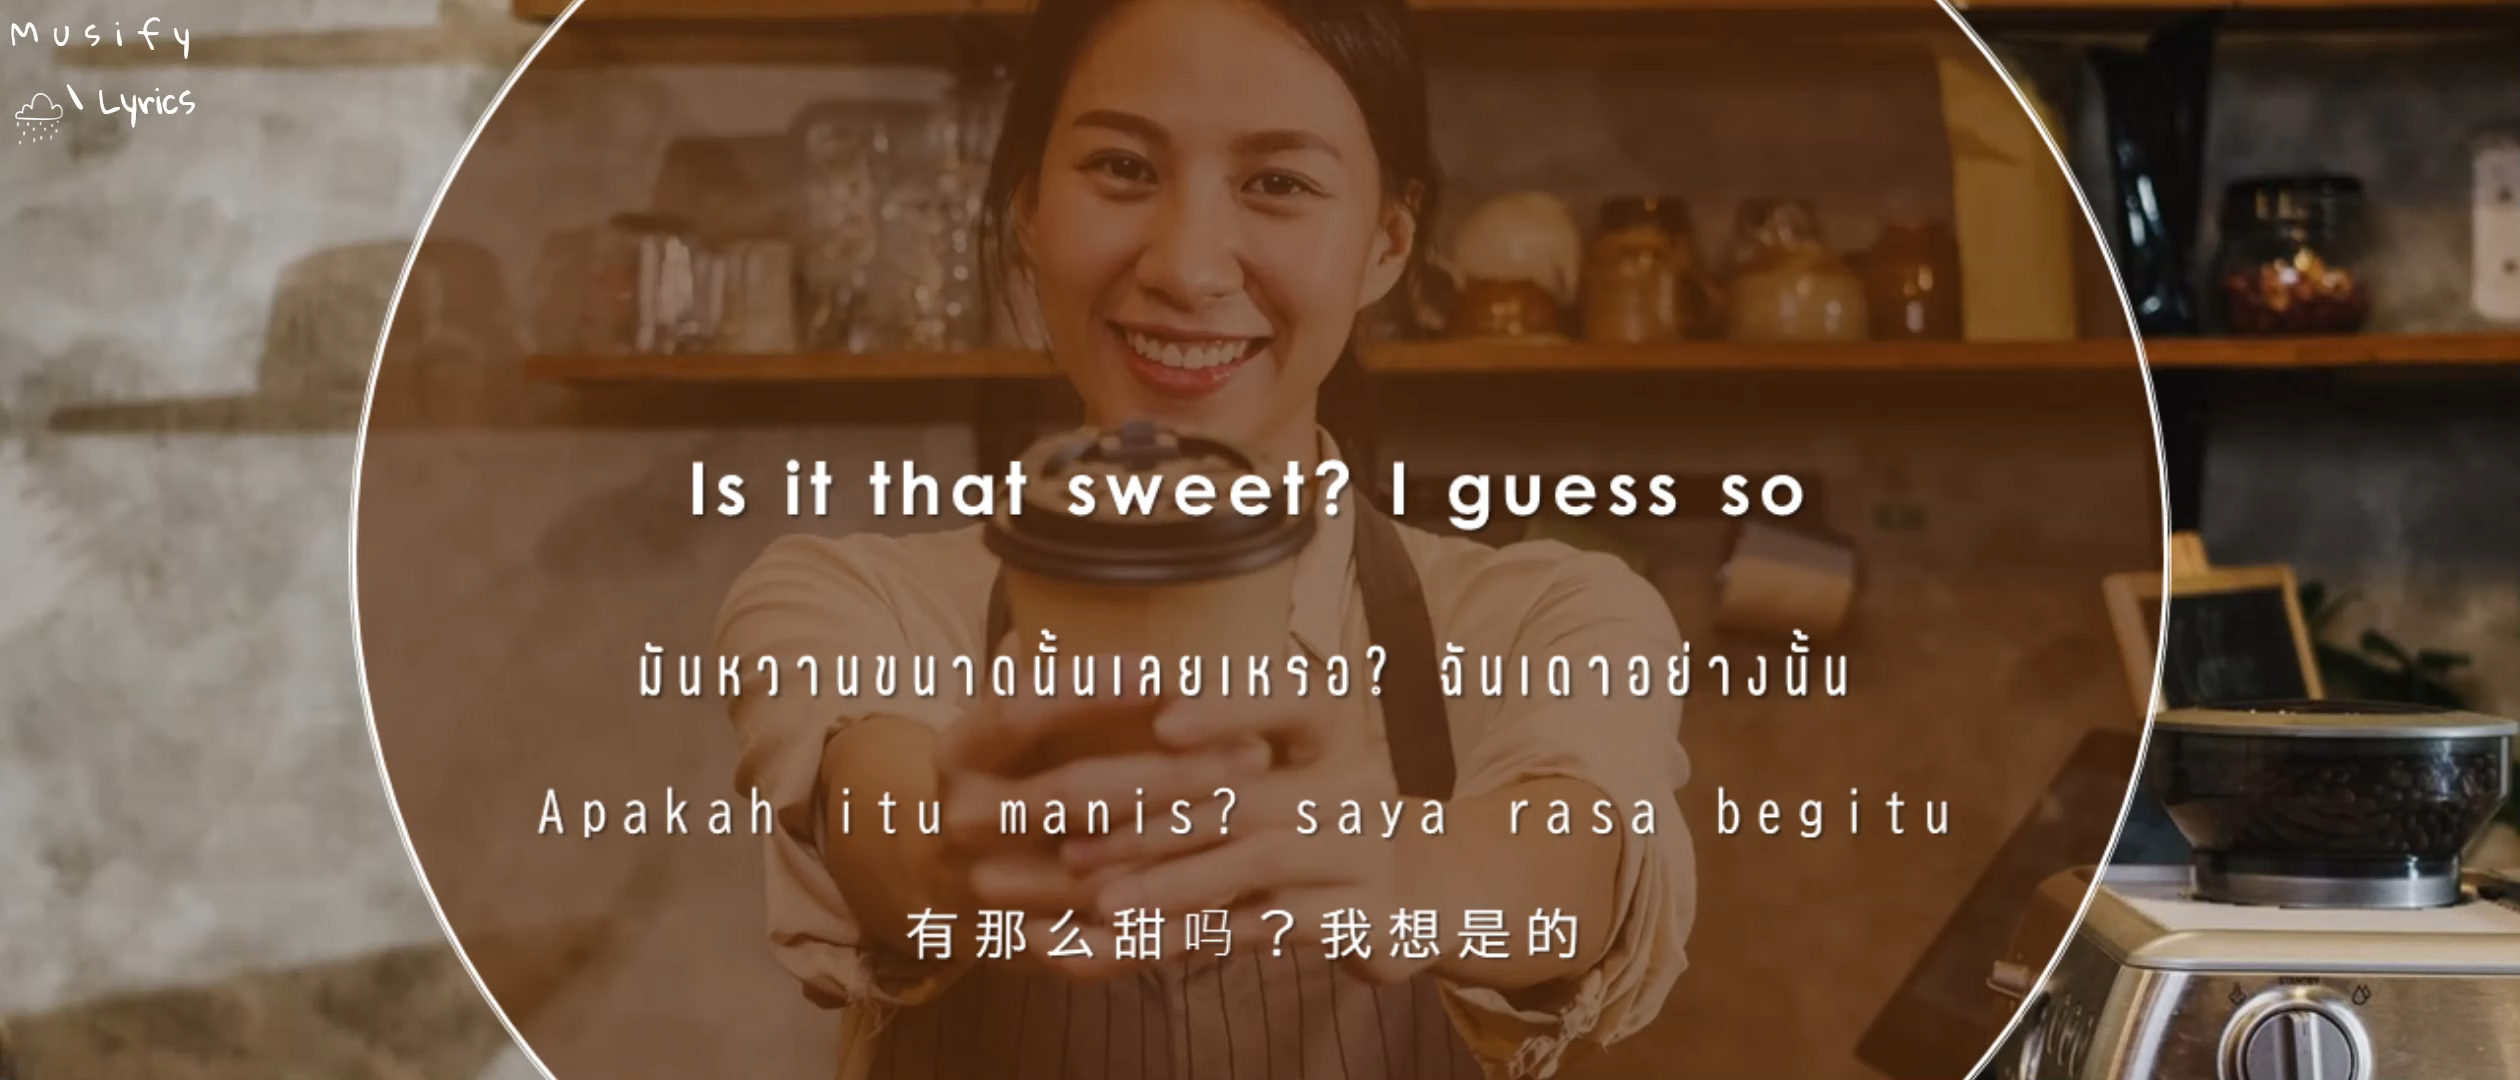 Musify
Lyrics
Is it that sweet? I guess so
มันหวานขนาดนั้นเลยเหรอ? ฉันเดาอย่างนั้น
Apakah itu manis? saya rasa begitu
有那么甜吗？我想是的
STANDBY